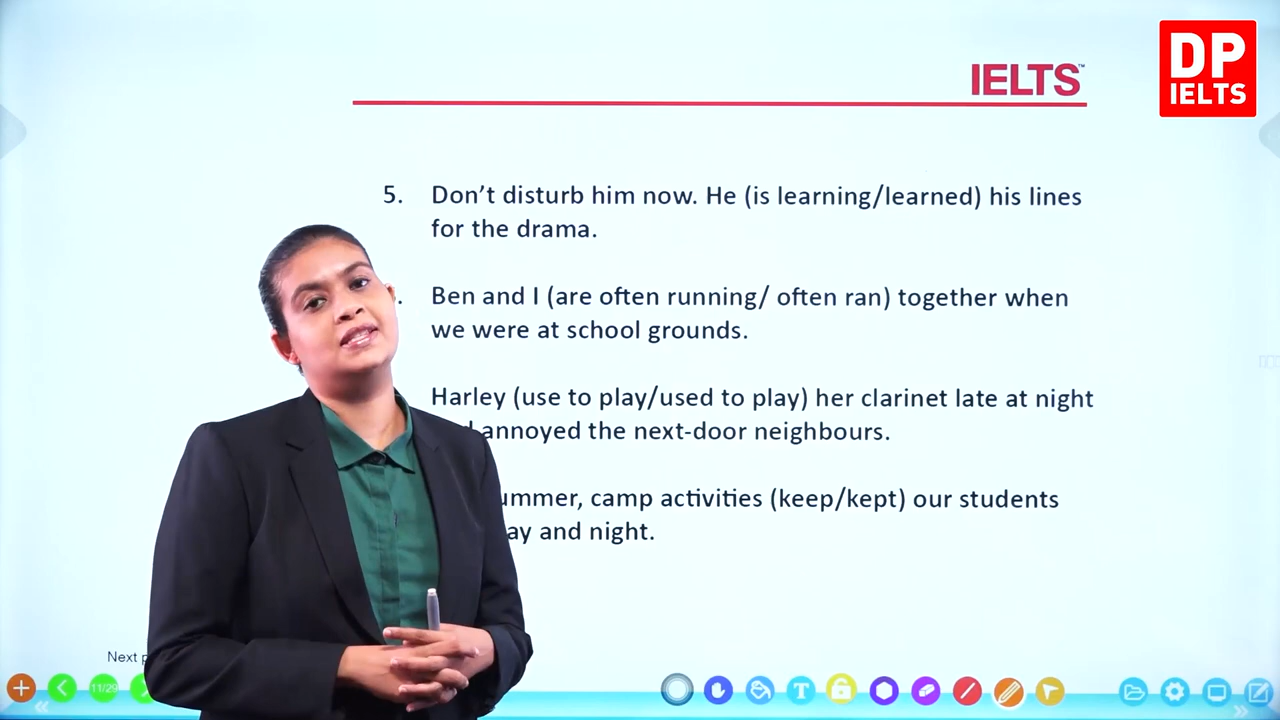 IELTS™
DP
IELTS
5. Don't disturb him now. He (is learning/learned) his lines
for the drama.
Ben and I (are often running/ often ran) together when
we were at school grounds.
Harley (use to play/used to play) her clarinet late at night
annoyed the next-door neighbours.
camp activities (keep/kept) our students
and night.
Next
11/29